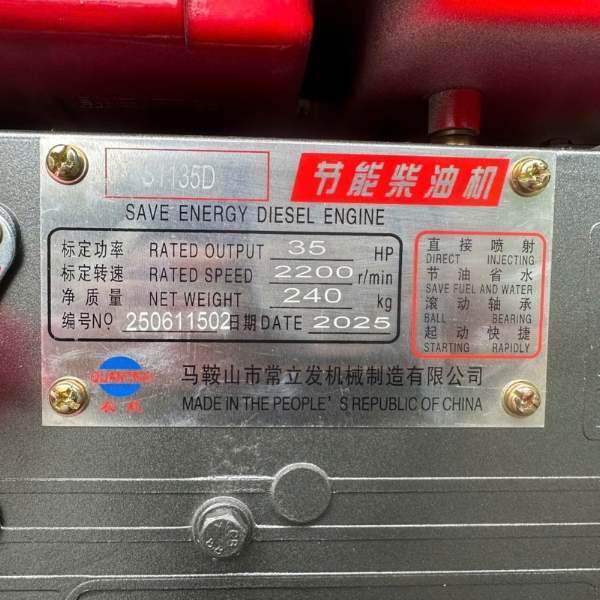 S1135D
节能柴油机
SAVE ENERGY DIESEL ENGINE
标定功率 RATED OUTPUT 35 HP
标定转速 RATED SPEED 2200 r/min
净质量 NET WEIGHT 240 kg
编号NO. 250611502 日期DATE 2025
直接喷射
DIRECT INJECTING
节油省水
SAVE FUEL AND WATER
滚动轴承
BALL BEARING
起动快捷
STARTING RAPIDLY
马鞍山市常立发机械制造有限公司
MADE IN THE PEOPLE'S REPUBLIC OF CHINA
8.8